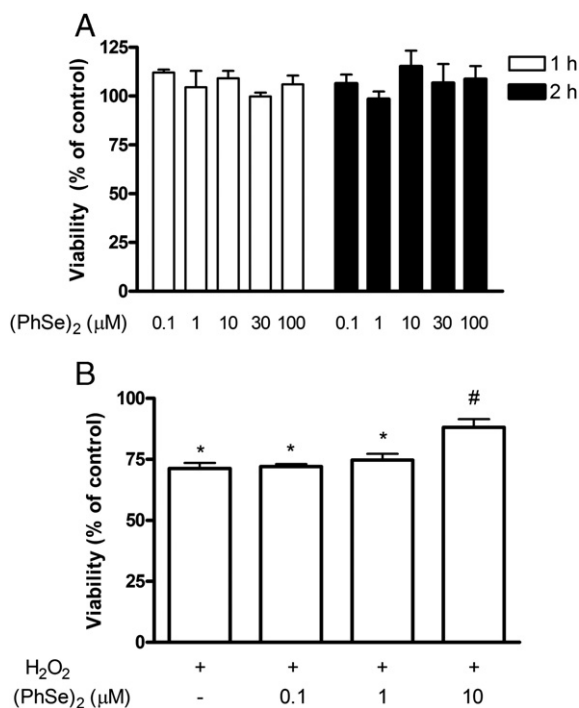 A
Viability (% of control)
125
100
75
50
25
0
1 h
2 h
(PhSe)₂ (μM) 0.1 1 10 30 100 0.1 1 10 30 100
B
Viability (% of control)
100
75
50
25
0
* * * #
H₂O₂ + + + +
(PhSe)₂ (μM) - 0.1 1 10